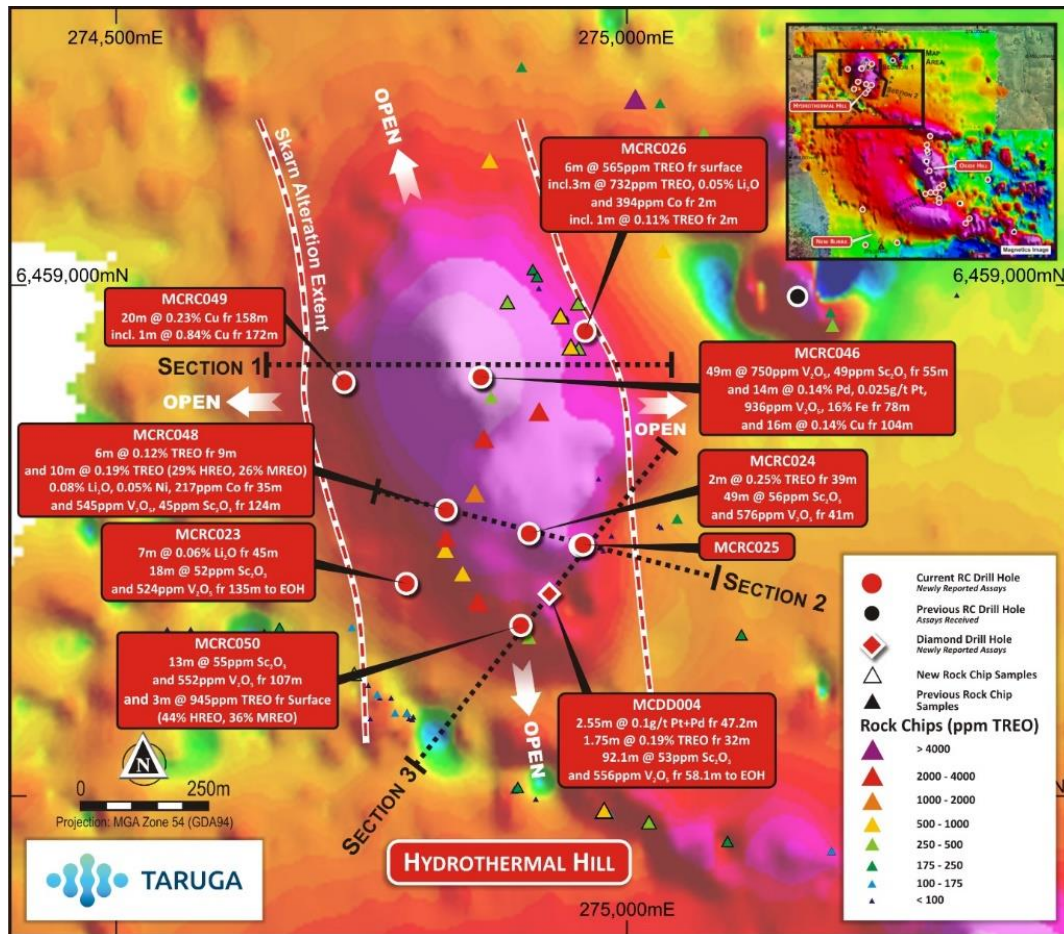 274,500mE
275,000mE
OPEN
Skarn Alteration Extent
MCRC026
6m @ 565ppm TREO fr surface
incl.3m @ 732ppm TREO, 0.05% Li₂O
and 394ppm Co fr 2m
incl. 1m @ 0.11% TREO fr 2m
MAP
AREA
SECTION 1
SECTION 2
HYDROTHERMAL HILL
Magnetics Image
6,459,000mN
6,459,000mN
MCRC049
20m @ 0.23% Cu fr 158m
incl. 1m @ 0.84% Cu fr 172m
SECTION 1
OPEN
MCRC046
49m @ 750ppm V₂O₅, 49ppm Sc₂O₃ fr 55m
and 14m @ 0.14% Pd, 0.025g/t Pt,
936ppm V₂O₅, 16% Fe fr 78m
and 16m @ 0.14% Cu fr 104m
OPEN
MCRC048
6m @ 0.12% TREO fr 9m
and 10m @ 0.19% TREO (29% HREO, 26% MREO)
0.08% Li₂O, 0.05% Ni, 217ppm Co fr 35m
and 545ppm V₂O₅, 45ppm Sc₂O₃ fr 124m
MCRC024
2m @ 0.25% TREO fr 39m
49m @ 56ppm Sc₂O₃
and 576ppm V₂O₅ fr 41m
MCRC025
SECTION 2
MCRC023
7m @ 0.06% Li₂O fr 45m
18m @ 52ppm Sc₂O₃
and 524ppm V₂O₅ fr 135m to EOH
MCRC050
13m @ 55ppm Sc₂O₃
and 552ppm V₂O₅ fr 107m
and 3m @ 945ppm TREO fr Surface
(44% HREO, 36% MREO)
OPEN
MCDD004
2.55m @ 0.1g/t Pt+Pd fr 47.2m
1.75m @ 0.19% TREO fr 32m
92.1m @ 53ppm Sc₂O₃
and 556ppm V₂O₅ fr 58.1m to EOH
SECTION 3
N
0 250m
Projection: MGA Zone 54 (GDA94)
TARUGA
HYDROTHERMAL HILL
275,000mE
Current RC Drill Hole
Newly Reported Assays
Previous RC Drill Hole
Assays Received
Diamond Drill Hole
Newly Reported Assays
New Rock Chip Samples
Previous Rock Chip
Samples
Rock Chips (ppm TREO)
> 4000
2000 - 4000
1000 - 2000
500 - 1000
250 - 500
175 - 250
100 - 175
< 100